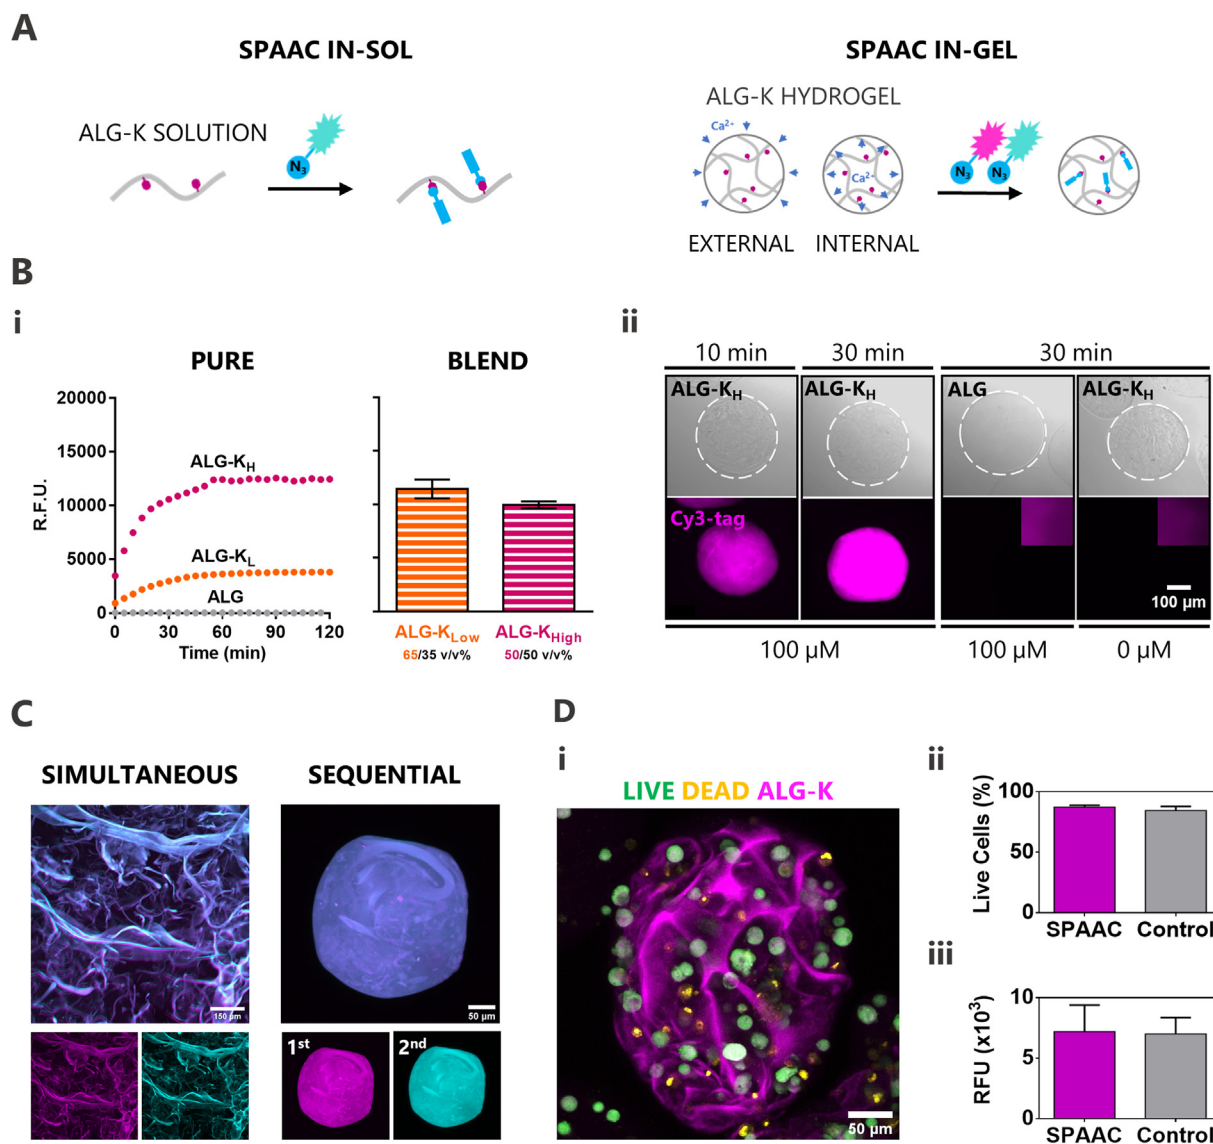 A
SPAAC IN-SOL
SPAAC IN-GEL
ALG-K SOLUTION
N3
ALG-K HYDROGEL
Ca2-
Ca2-
N3 N3
EXTERNAL INTERNAL
B
i
PURE
BLEND
R.F.U.
20000
15000
10000
5000
0
ALG-KH
ALG-KL
ALG
0 30 60 90 120
Time (min)
ALG-KLow
65/35 v/v%
ALG-KHigh
50/50 v/v%
ii
10 min 30 min 30 min
ALG-KH ALG-KH ALG ALG-KH
Cy3-tag
100 µm
100 µM 100 µM 0 µM
C
SIMULTANEOUS
SEQUENTIAL
150 µm
50 µm
1st
2nd
D
i
LIVE DEAD ALG-K
50 µm
ii
Live Cells (%)
100
50
0
SPAAC Control
iii
RFU (x10³)
10
5
0
SPAAC Control